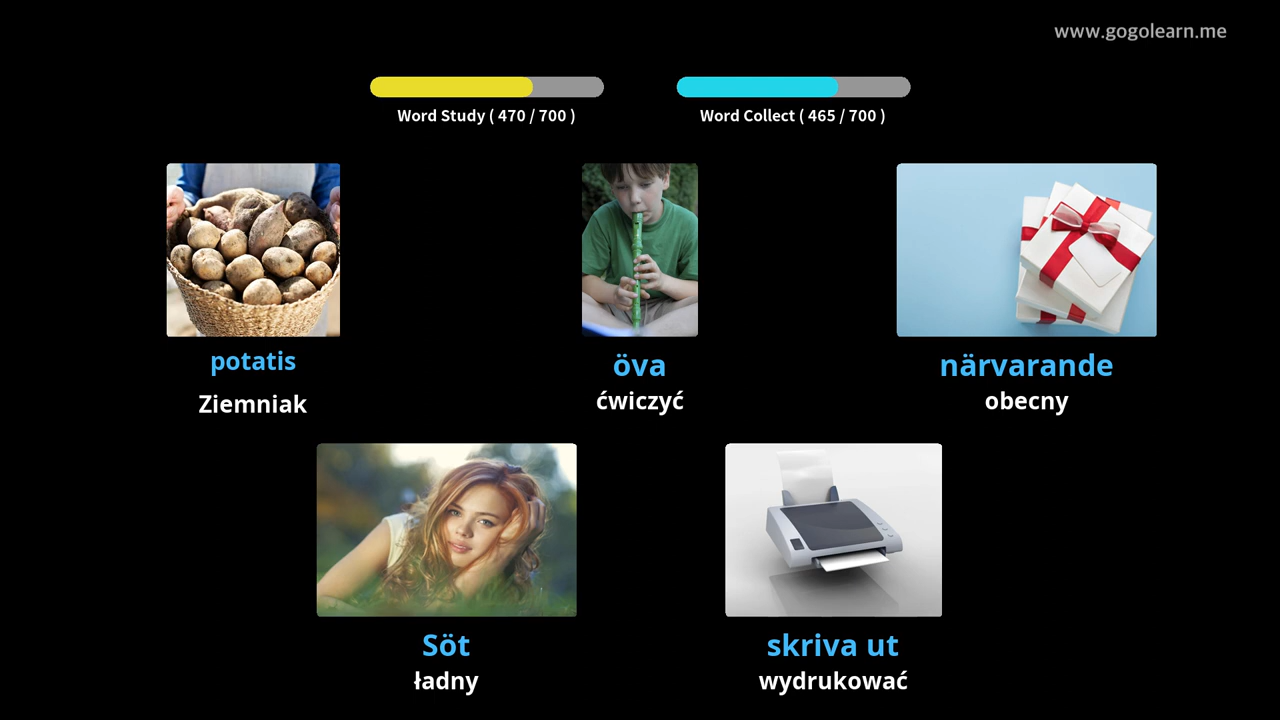 www.gogolearn.me
Word Study ( 470 / 700 )
Word Collect ( 465 / 700 )
potatis
Ziemniak
öva
ćwiczyć
närvarande
obecny
Söt
ładny
skriva ut
wydrukować